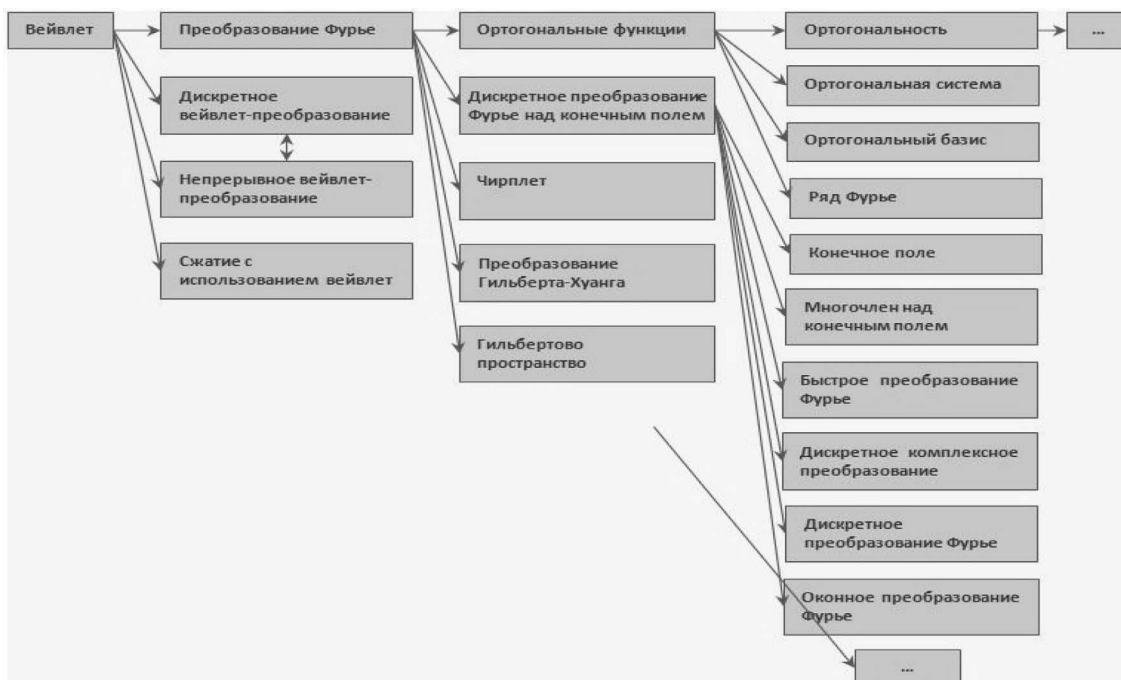 Вейвлет
Преобразование Фурье
Ортогональные функции
Ортогональность
...
Дискретное
вейвлет-преобразование
Непрерывное вейвлет-
преобразование
Сжатие с
использованием вейвлет
Дискретное преобразование
Фурье над конечным полем
Чирплет
Преобразование
Гильберта-Хуанга
Гильбертово
пространство
Ортогональная система
Ортогональный базис
Ряд Фурье
Конечное поле
Многочлен над
конечным полем
Быстрое преобразование
Фурье
Дискретное комплексное
преобразование
Дискретное
преобразование Фурье
Оконное преобразование
Фурье
...